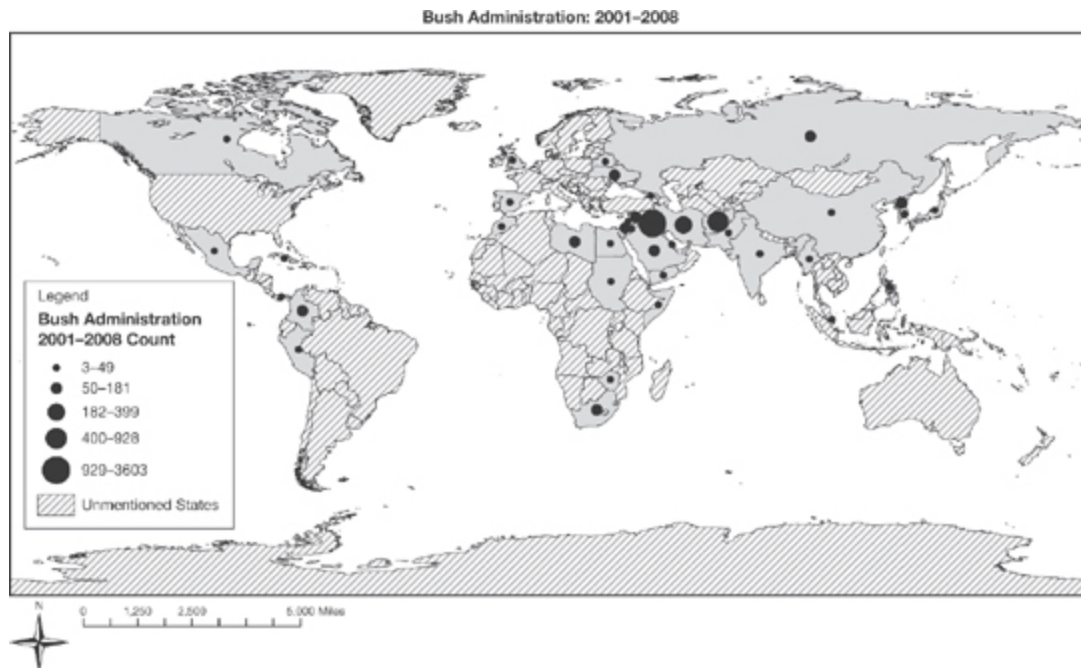 Bush Administration: 2001–2008
Legend
Bush Administration
2001–2008 Count
3–49
50–181
182–399
400–928
929–3603
Unmentioned States
N
0 1,250 2,500 5,000 Miles